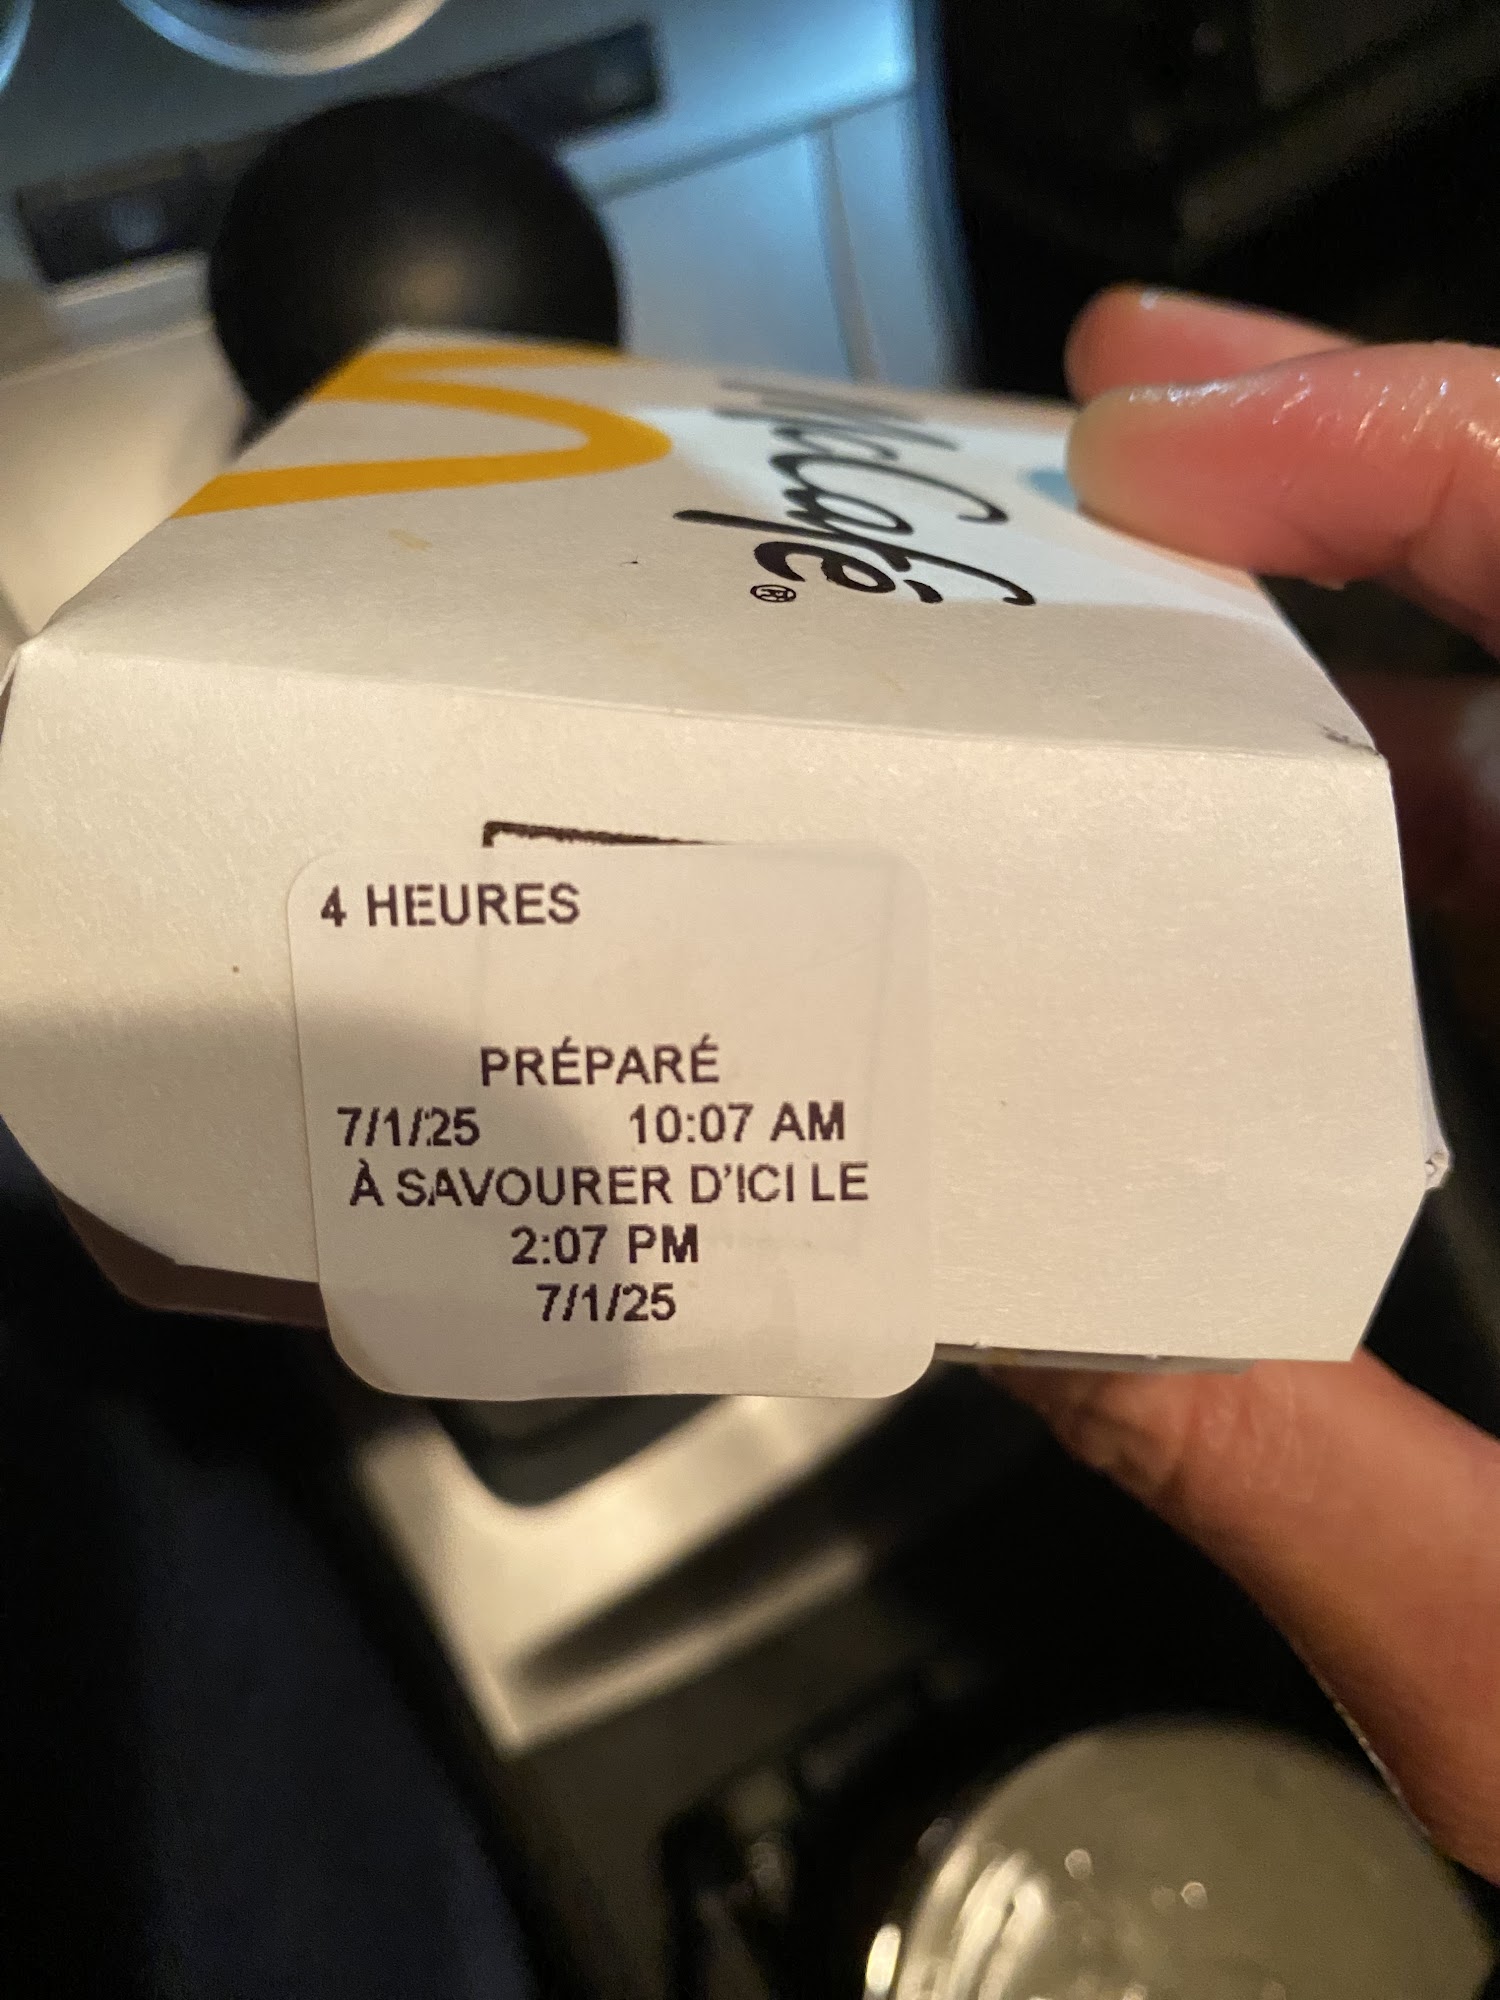 McCafé®
4 HEURES
PRÉPARÉ
7/1/25 10:07 AM
À SAVOURER D'ICI LE
2:07 PM
7/1/25